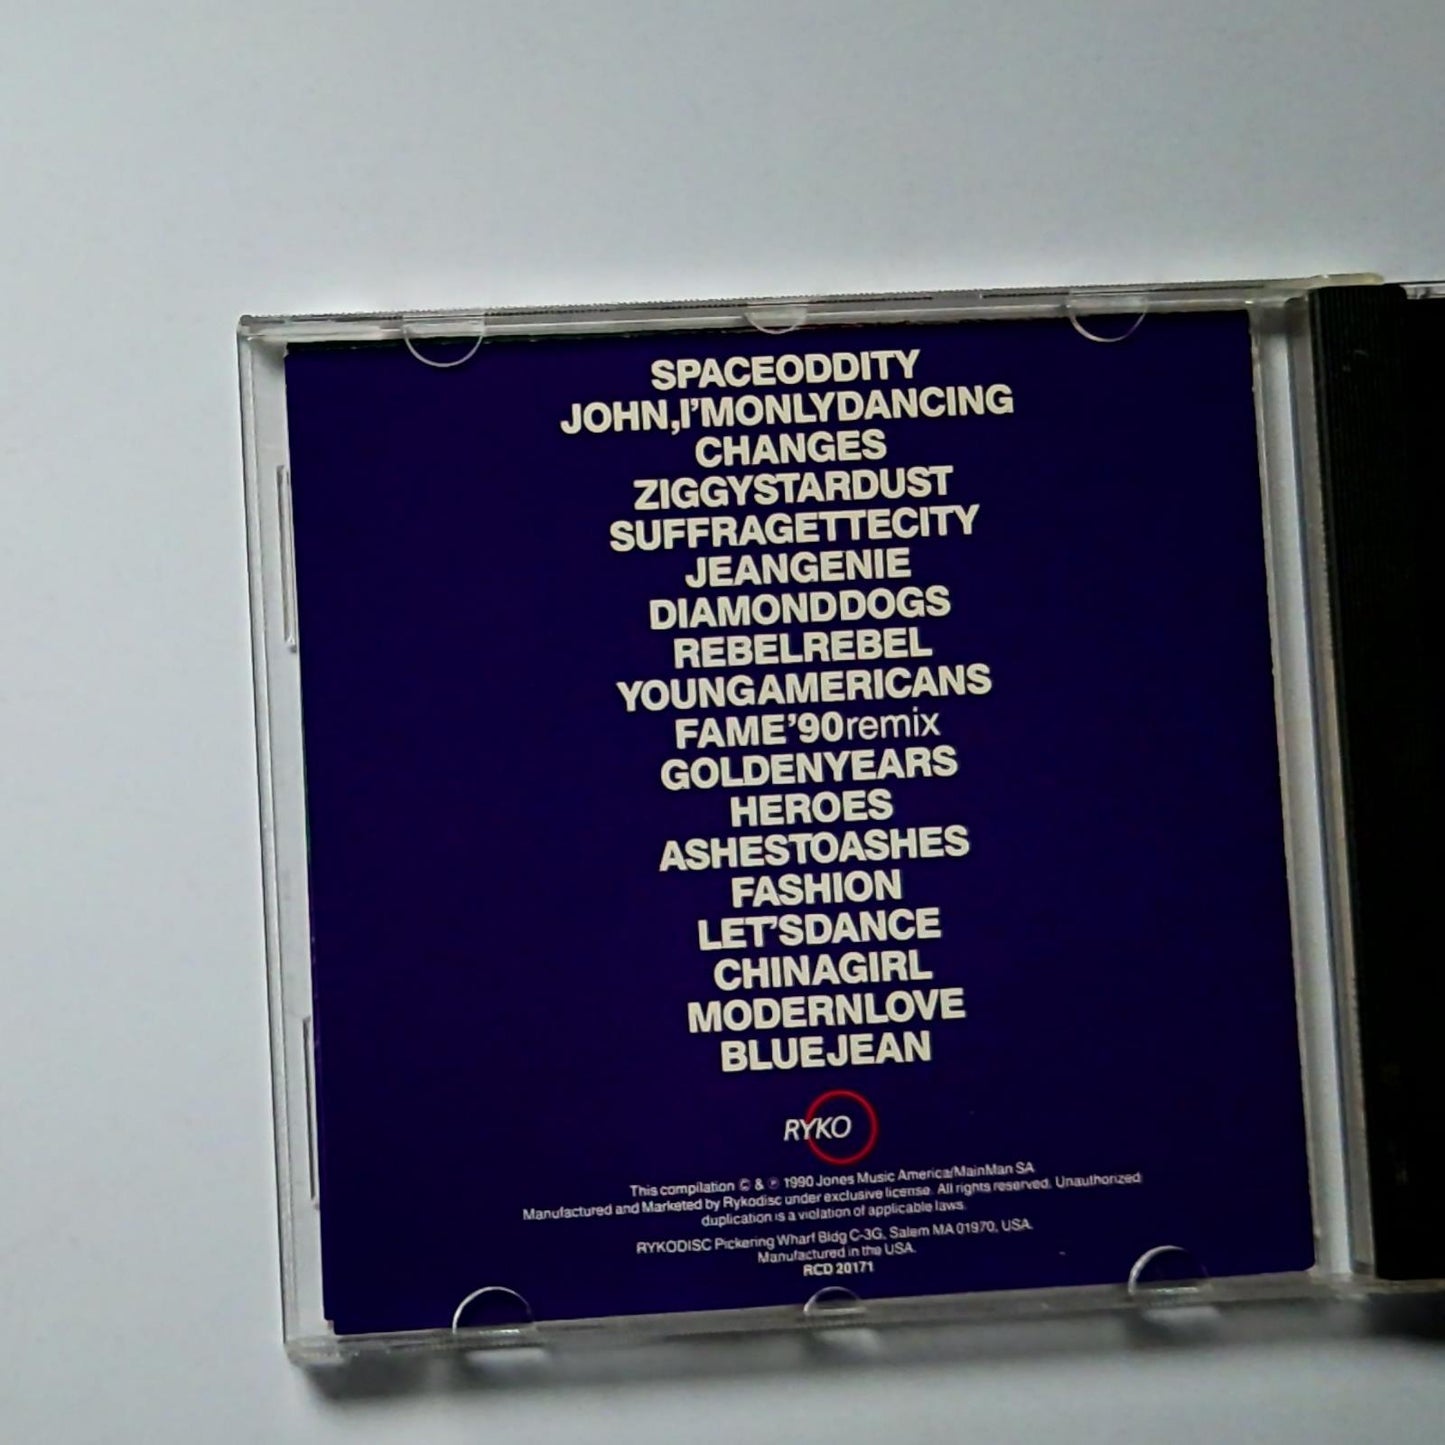 SPACEODDITY
JOHN,I'MONLYDANCING
CHANGES
ZIGGYSTARDUST
SUFFRAGETTECITY
JEANGENIE
DIAMONDDOGS
REBELREBEL
YOUNGAMERICANS
FAME'90remix
GOLDENYEARS
HEROES
ASHESTOASHES
FASHION
LET'SDANCE
CHINAGIRL
MODERNLOVE
BLUEJEAN
RYKO
This compilation © & ℗ 1990 Jones Music America/MainMan SA
Manufactured and Marketed by Rykodisc under exclusive license. All rights reserved. Unauthorized
duplication is a violation of applicable laws.
RYKODISC Pickering Wharf Bldg C-3G, Salem MA 01970, USA.
Manufactured in the USA.
RCD 20171